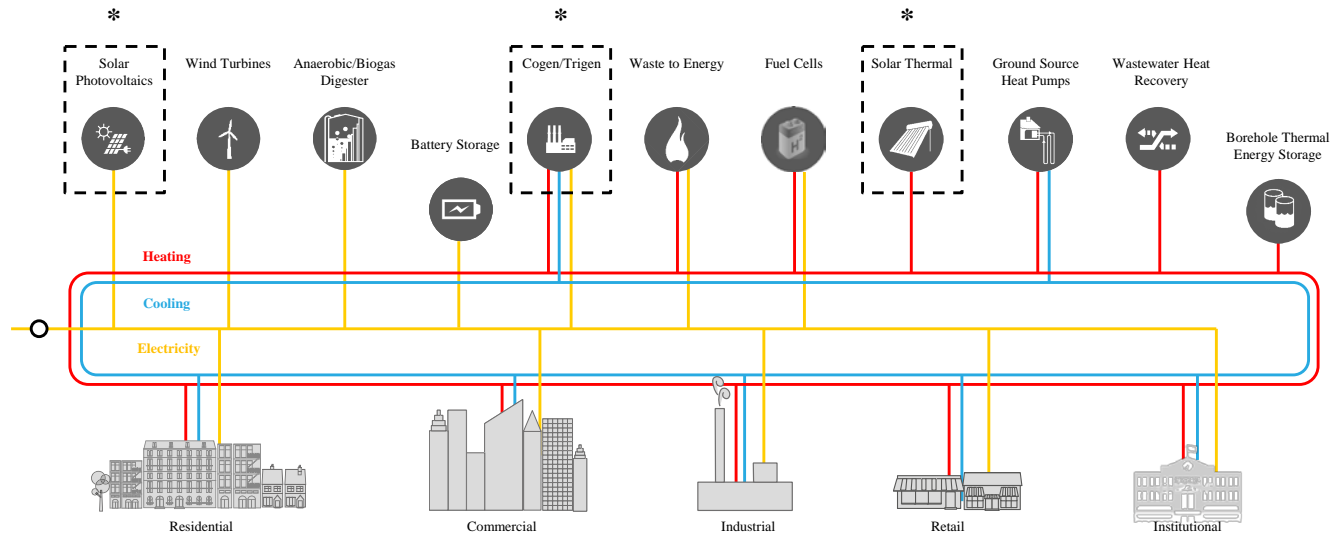 * * *
Solar
Photovoltaics
Wind Turbines
Anaerobic/Biogas
Digester
Battery Storage
Cogen/Trigen
Waste to Energy
Fuel Cells
Solar Thermal
Ground Source
Heat Pumps
Wastewater Heat
Recovery
Borehole Thermal
Energy Storage
Heating
Cooling
Electricity
Residential
Commercial
Industrial
Retail
Institutional